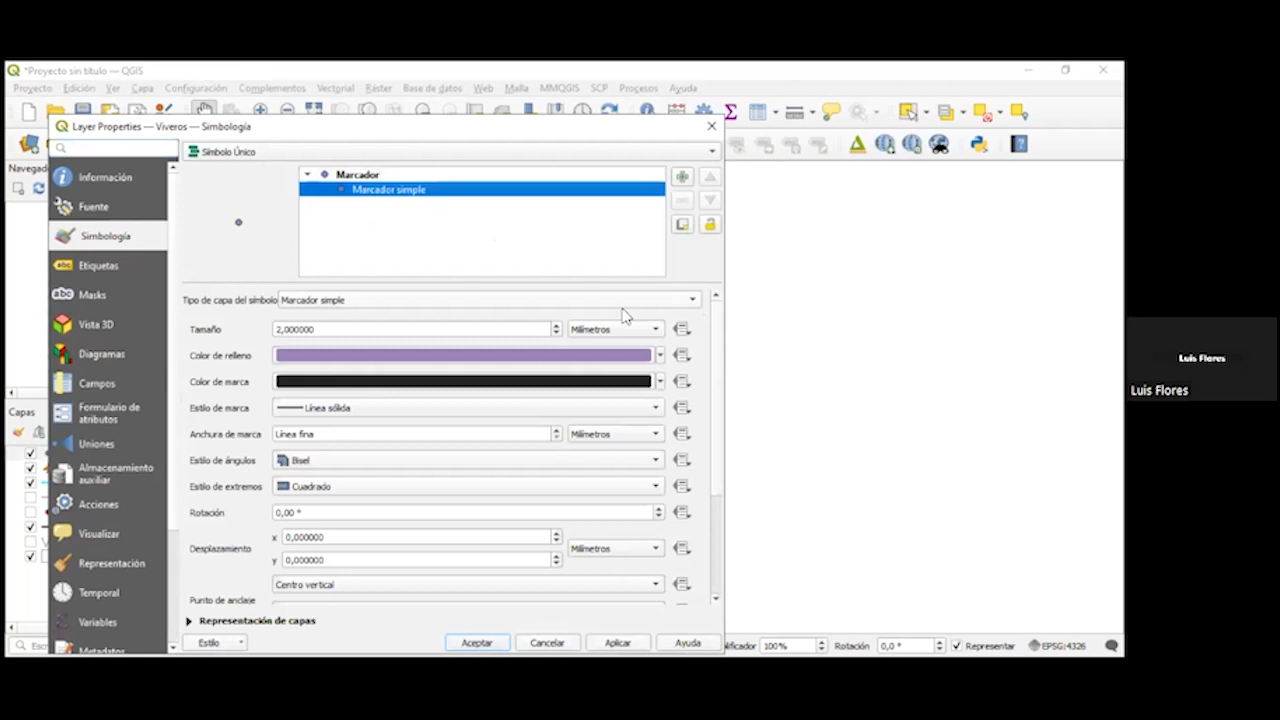 *Proyecto sin título — QGIS
Proyecto Edición Ver Capa Configuración Complementos Vectorial Ráster Base de datos Web Malla MMQGIS SCP Procesos Ayuda
Layer Properties — Viveros — Simbología
Símbolo Único
Navegad
Información
Fuente
Simbología
Etiquetas
Masks
Vista 3D
Diagramas
Campos
Formulario de
atributos
Uniones
Almacenamiento
auxiliar
Acciones
Visualizar
Representación
Temporal
Variables
Metadatos
Capas
Marcador
Marcador simple
Tipo de capa del símbolo Marcador simple
Tamaño 2,000000 Milímetros
Color de relleno
Color de marca
Estilo de marca Línea sólida
Anchura de marca Línea fina Milímetros
Estilo de ángulos Bisel
Estilo de extremos Cuadrado
Rotación 0,00 °
x 0,000000
Desplazamiento Milímetros
y 0,000000
Centro vertical
Punto de anclaje
Representación de capas
Estilo Aceptar Cancelar Aplicar Ayuda
ificador 100% Rotación 0,0 ° Representar EPSG:4326
Luis Flores
Luis Flores